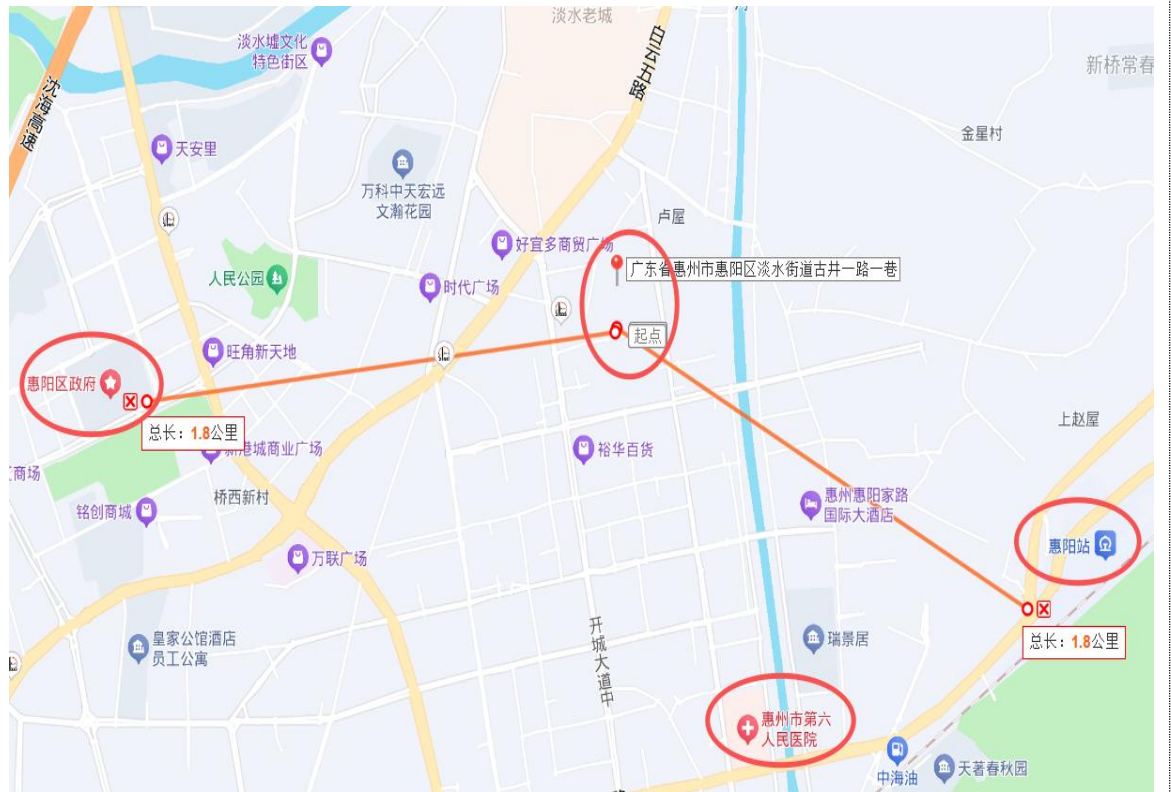 淡水老城
白云五路
淡水墟文化
特色街区
新桥常春
沈海高速
金星村
天安里
万科中天宏远
文瀚花园
卢屋
好宜多商贸广场
广东省惠州市惠阳区淡水街道古井一路一巷
人民公园
时代广场
起点
旺角新天地
惠阳区政府
总长：1.8公里
新港城商业广场
上赵屋
裕华百货
商场
桥西新村
铭创商城
惠州惠阳家路
国际大酒店
惠阳站
万联广场
开城大道中
瑞景居
总长：1.8公里
皇家公馆酒店
员工公寓
惠州市第六
人民医院
中海油
天著春秋园